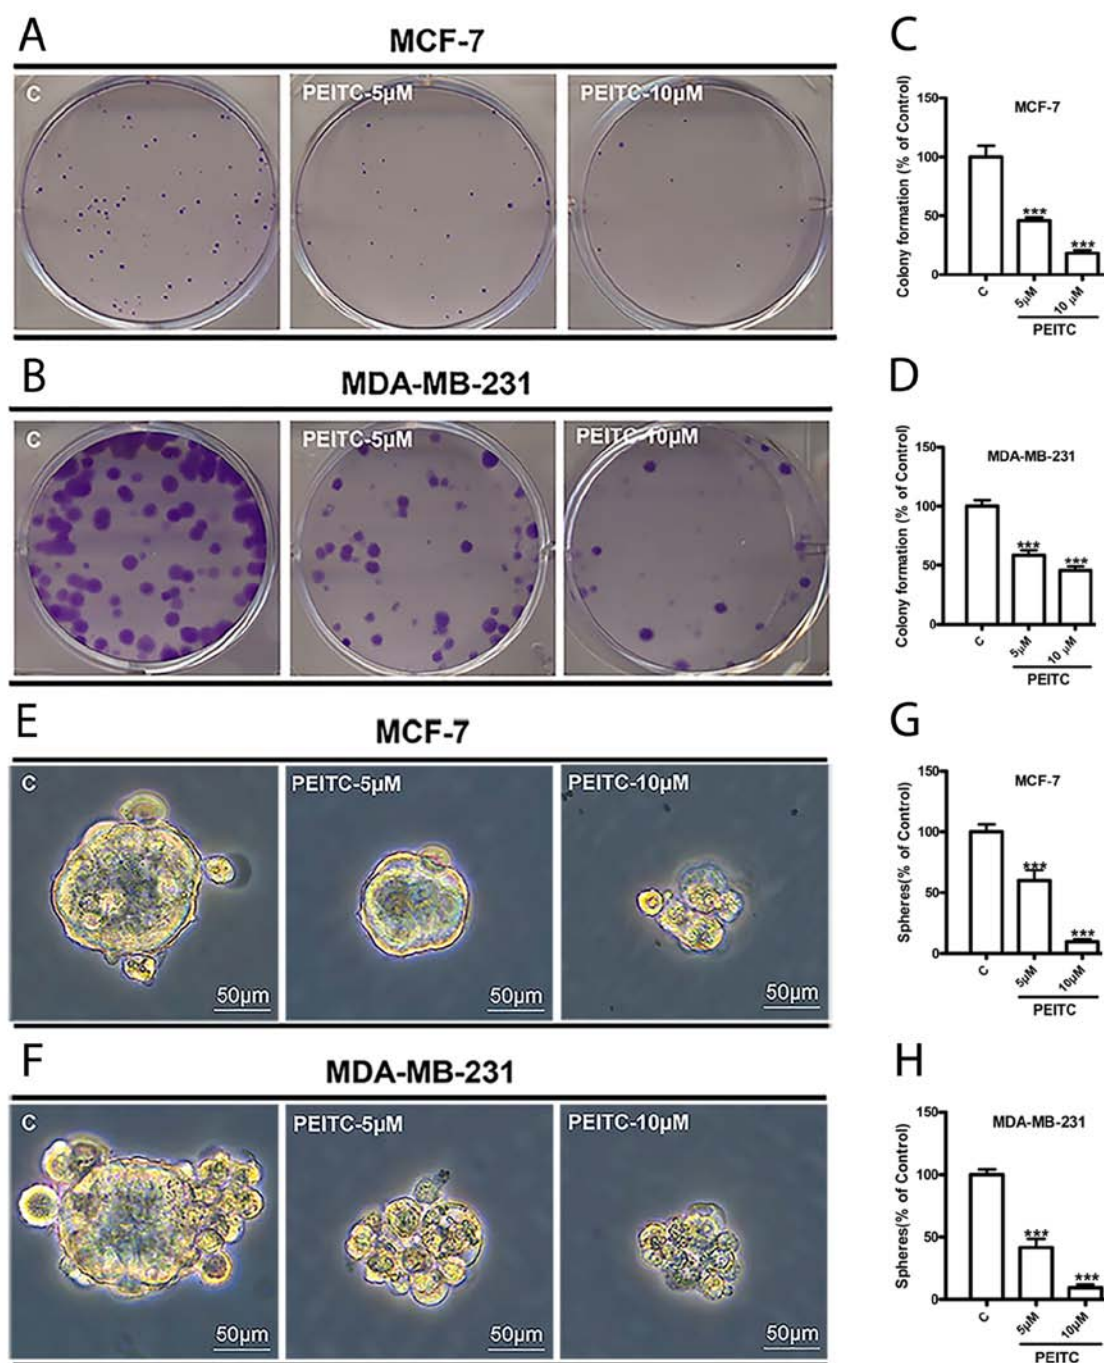 A
MCF-7
C
PEITC-5µM
PEITC-10µM
C
MCF-7
Colony formation (% of Control)
150
100
50
0
***
***
C
5µM
10 µM
PEITC
B
MDA-MB-231
C
PEITC-5µM
PEITC-10µM
D
MDA-MB-231
Colony formation (% of Control)
150
100
50
0
***
***
C
5µM
10 µM
PEITC
E
MCF-7
C
PEITC-5µM
PEITC-10µM
50µm
50µm
50µm
G
MCF-7
Spheres(% of Control)
150
100
50
0
***
***
C
5µM
10µM
PEITC
F
MDA-MB-231
C
PEITC-5µM
PEITC-10µM
50µm
50µm
50µm
H
MDA-MB-231
Spheres(% of Control)
150
100
50
0
***
***
C
5µM
10µM
PEITC